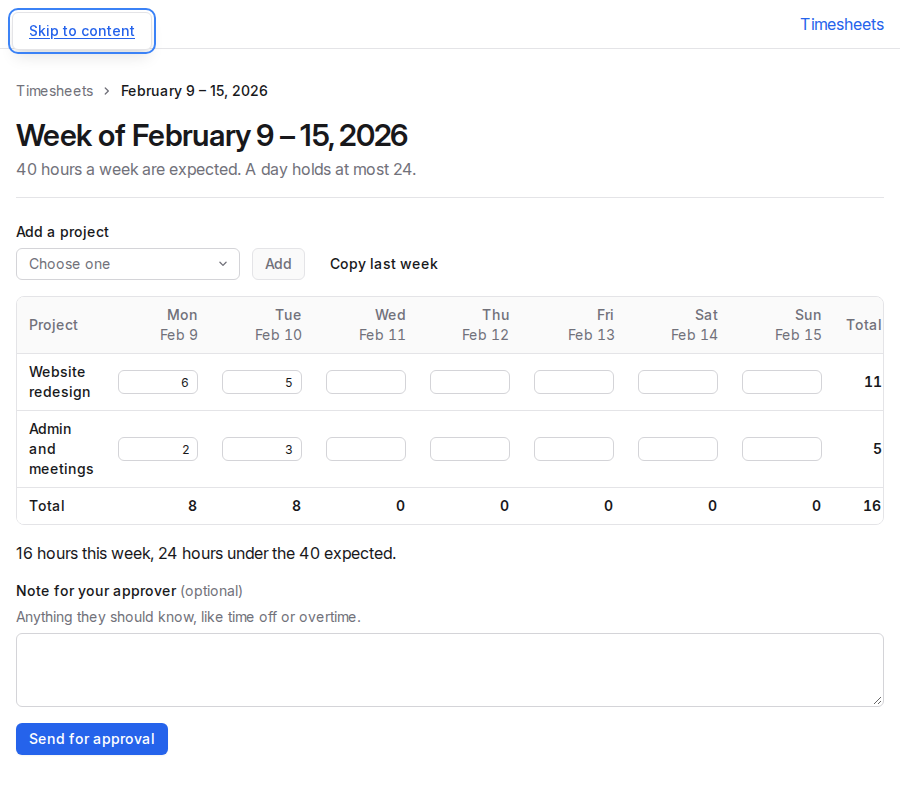 Skip to content
Timesheets
Timesheets > February 9 – 15, 2026
Week of February 9 – 15, 2026
40 hours a week are expected. A day holds at most 24.
Add a project
Choose one Add Copy last week
Project Mon Feb 9 Tue Feb 10 Wed Feb 11 Thu Feb 12 Fri Feb 13 Sat Feb 14 Sun Feb 15 Total
Website redesign 6 5 11
Admin and meetings 2 3 5
Total 8 8 0 0 0 0 0 16
16 hours this week, 24 hours under the 40 expected.
Note for your approver (optional)
Anything they should know, like time off or overtime.
Send for approval